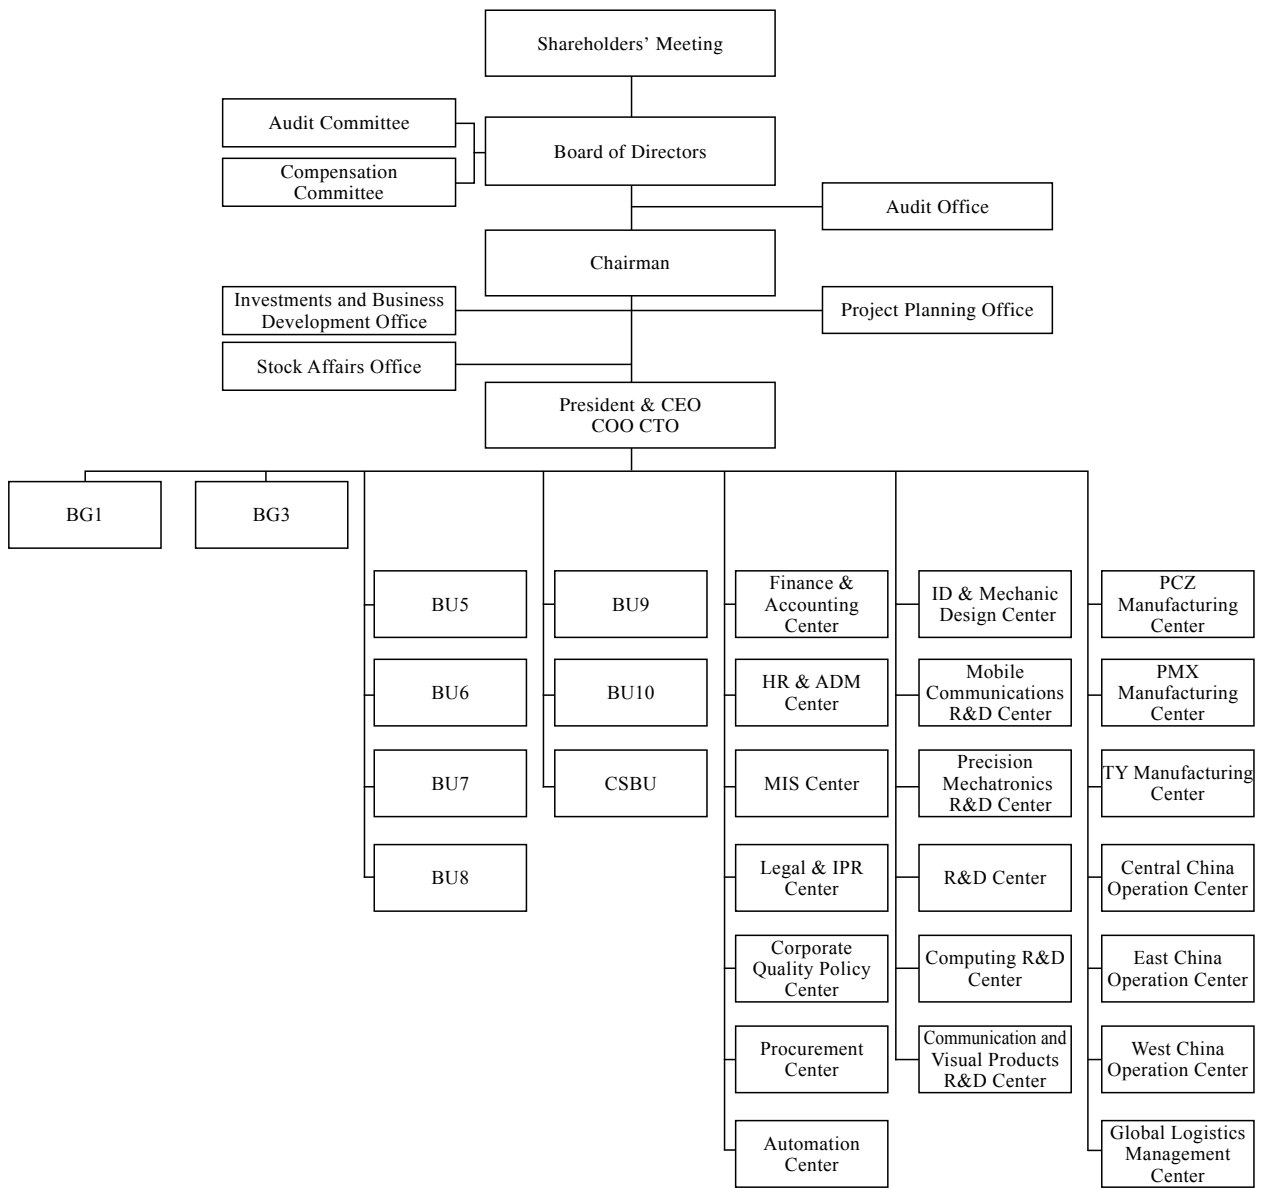 Shareholders’ Meeting
Audit Committee
Board of Directors
Compensation
Committee
Audit Office
Chairman
Investments and Business
Development Office
Project Planning Office
Stock Affairs Office
President & CEO
COO CTO
BG1
BG3
BU5
BU6
BU7
BU8
BU9
BU10
CSBU
Finance &
Accounting
Center
HR & ADM
Center
MIS Center
Legal & IPR
Center
Corporate
Quality Policy
Center
Procurement
Center
Automation
Center
ID & Mechanic
Design Center
Mobile
Communications
R&D Center
Precision
Mechatronics
R&D Center
R&D Center
Computing R&D
Center
Communication and
Visual Products
R&D Center
PCZ
Manufacturing
Center
PMX
Manufacturing
Center
TY Manufacturing
Center
Central China
Operation Center
East China
Operation Center
West China
Operation Center
Global Logistics
Management
Center